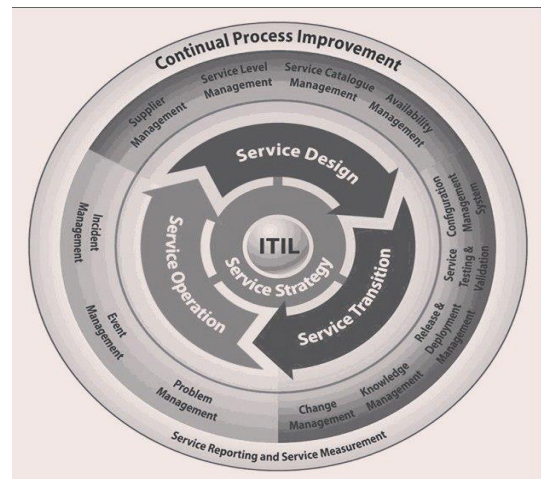 Continual Process Improvement
Supplier
Management
Service Level
Management
Service Catalogue
Management
Availability
Management
Configuration
Management
System
Service
Testing &
Validation
Release &
Deployment
Management
Knowledge
Management
Change
Management
Problem
Management
Event
Management
Incident
Management
Service Design
Service Transition
Service Operation
ITIL
Service Strategy
Service Reporting and Service Measurement